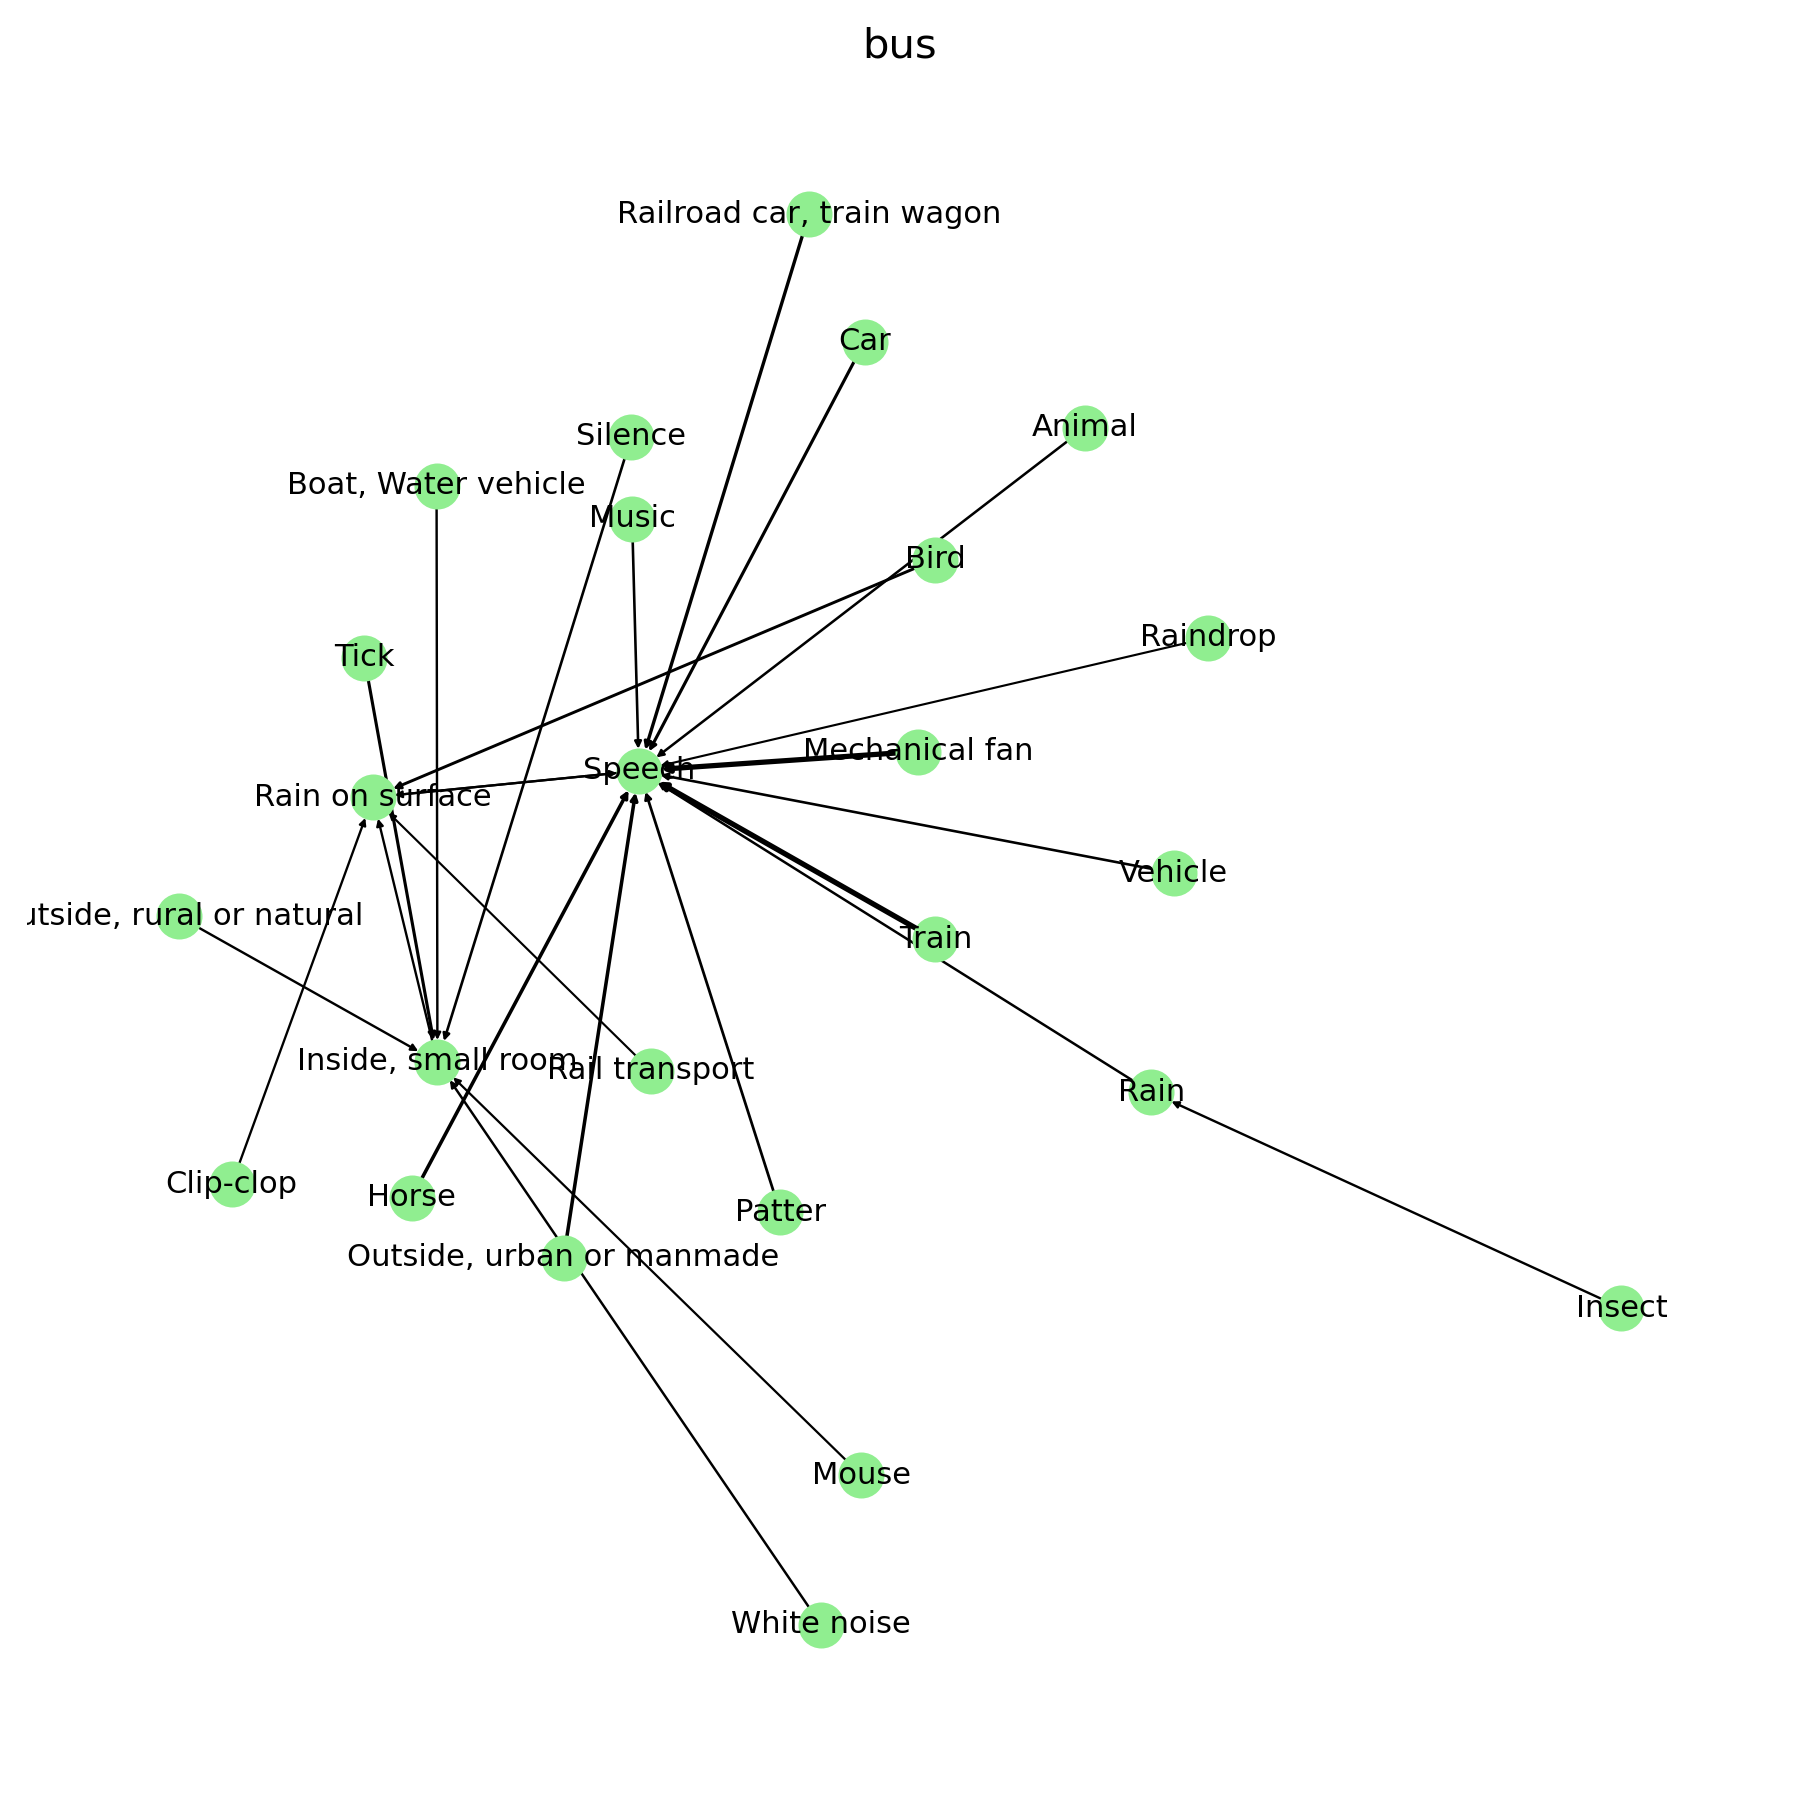 bus
Railroad car, train wagon
Car
Animal
Silence
Boat, Water vehicle
Music
Bird
Raindrop
Tick
Mechanical fan
Speech
Rain on surface
Vehicle
utside, rural or natural
Train
Inside, small room
Rail transport
Rain
Clip-clop
Horse
Patter
Outside, urban or manmade
Insect
Mouse
White noise